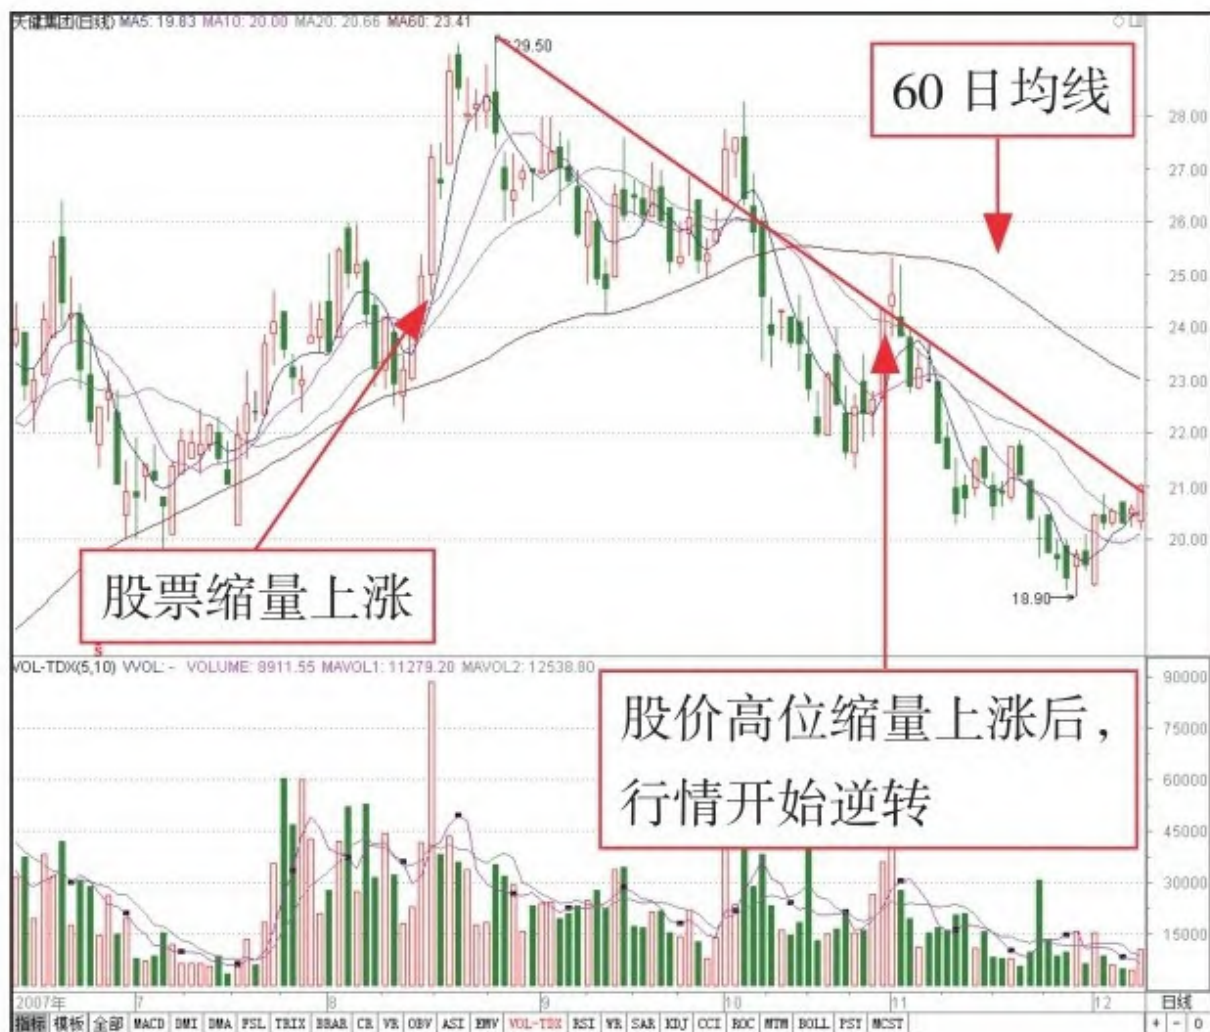 天健集团(日线) MA5: 19.83 MA10: 20.00 MA20: 20.66 MA60: 23.41
29.50
60 日均线
28.00
27.00
26.00
25.00
24.00
23.00
22.00
21.00
20.00
股票缩量上涨
18.90
S
VOL-TDX(5,10) VVOL: - VOLUME: 8911.55 MAVOL1: 11279.20 MAVOL2: 12538.80
股价高位缩量上涨后，
行情开始逆转
90000
75000
60000
45000
30000
15000
2007年 7 8 9 10 11 12 日线
指标 模板 全部 MACD DMI DMA FSL TRIX BRAR CR VR OBV ASI EMV VOL-TDX RSI WR SAR KDJ CCI ROC MTM BOLL PSY MCST + - 0